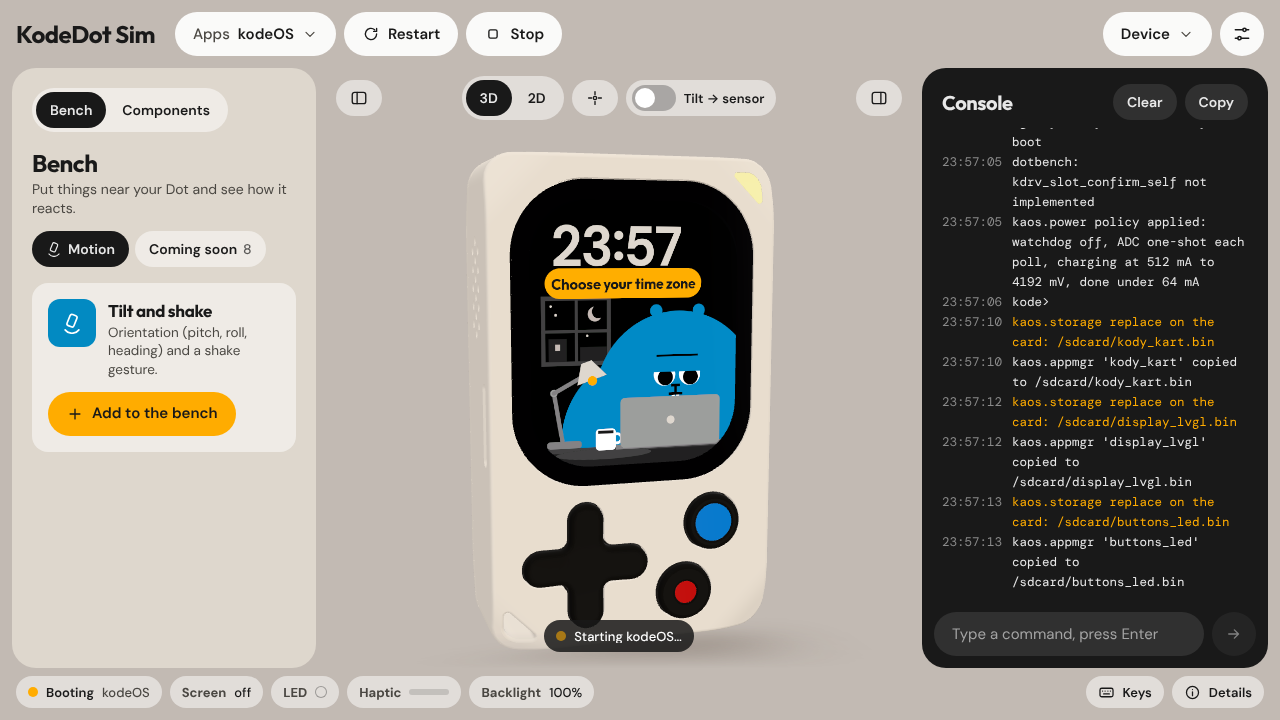 KodeDot Sim
Apps kodeOS
Restart
Stop
Device
Bench
Components
Bench
Put things near your Dot and see how it
reacts.
Motion
Coming soon 8
Tilt and shake
Orientation (pitch, roll,
heading) and a shake
gesture.
Add to the bench
3D
2D
Tilt → sensor
23:57
Choose your time zone
Starting kodeOS…
Console
Clear
Copy
boot
23:57:05 dotbench:
kdrv_slot_confirm_self not
implemented
23:57:05 kaos.power policy applied:
watchdog off, ADC one-shot each
poll, charging at 512 mA to
4192 mV, done under 64 mA
23:57:06 kode>
23:57:10 kaos.storage replace on the
card: /sdcard/kody_kart.bin
23:57:10 kaos.appmgr 'kody_kart' copied
to /sdcard/kody_kart.bin
23:57:12 kaos.storage replace on the
card: /sdcard/display_lvgl.bin
23:57:12 kaos.appmgr 'display_lvgl'
copied to
/sdcard/display_lvgl.bin
23:57:13 kaos.storage replace on the
card: /sdcard/buttons_led.bin
23:57:13 kaos.appmgr 'buttons_led'
copied to
/sdcard/buttons_led.bin
Type a command, press Enter
Booting kodeOS
Screen off
LED
Haptic
Backlight 100%
Keys
Details